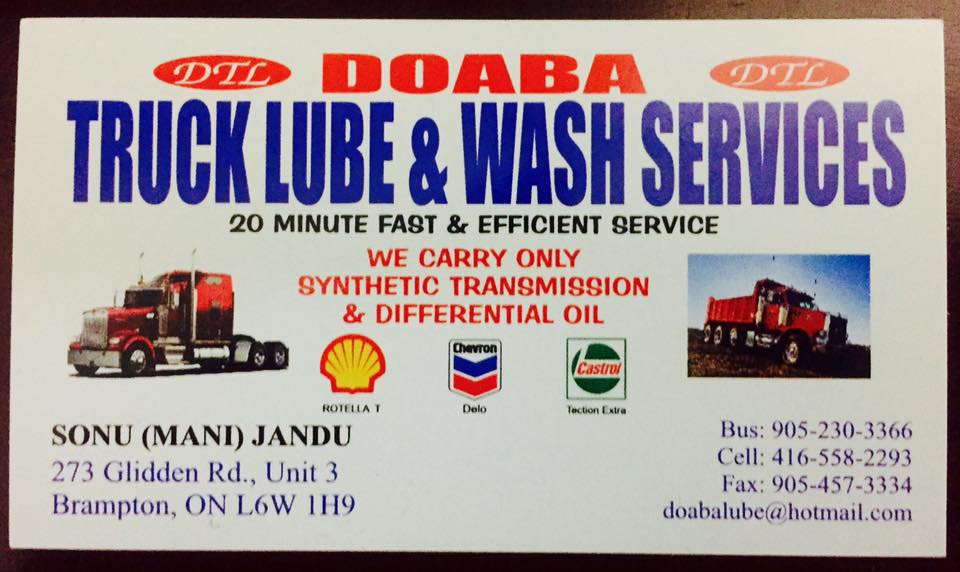 DTL DOABA DTL
TRUCK LUBE & WASH SERVICES
20 MINUTE FAST & EFFICIENT SERVICE
WE CARRY ONLY
SYNTHETIC TRANSMISSION
& DIFFERENTIAL OIL
Chevron
Castrol
ROTELLA T
Delo
Tection Extra
SONU (MANI) JANDU
273 Glidden Rd., Unit 3
Brampton, ON L6W 1H9
Bus: 905-230-3366
Cell: 416-558-2293
Fax: 905-457-3334
doabalube@hotmail.com